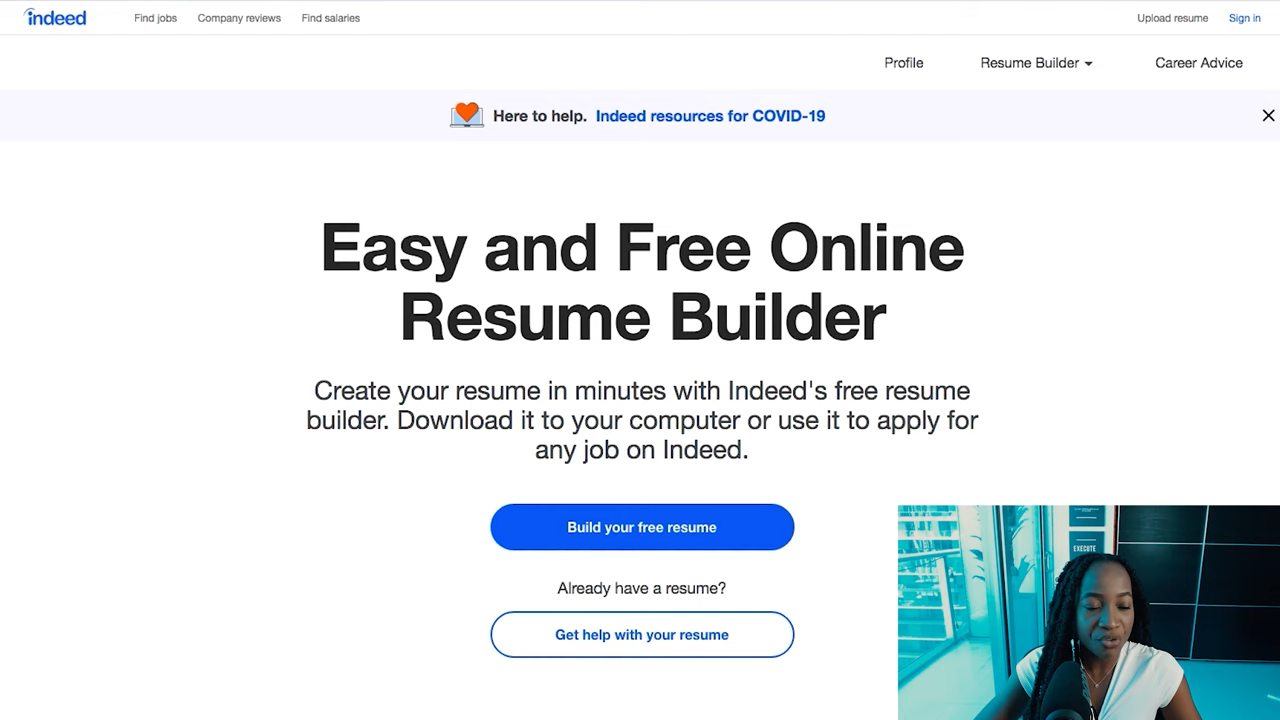 indeed
Find jobs
Company reviews
Find salaries
Upload resume
Sign in
Profile
Resume Builder
Career Advice
Here to help. Indeed resources for COVID-19
Easy and Free Online
Resume Builder
Create your resume in minutes with Indeed's free resume
builder. Download it to your computer or use it to apply for
any job on Indeed.
Build your free resume
Already have a resume?
Get help with your resume
EXECUTE